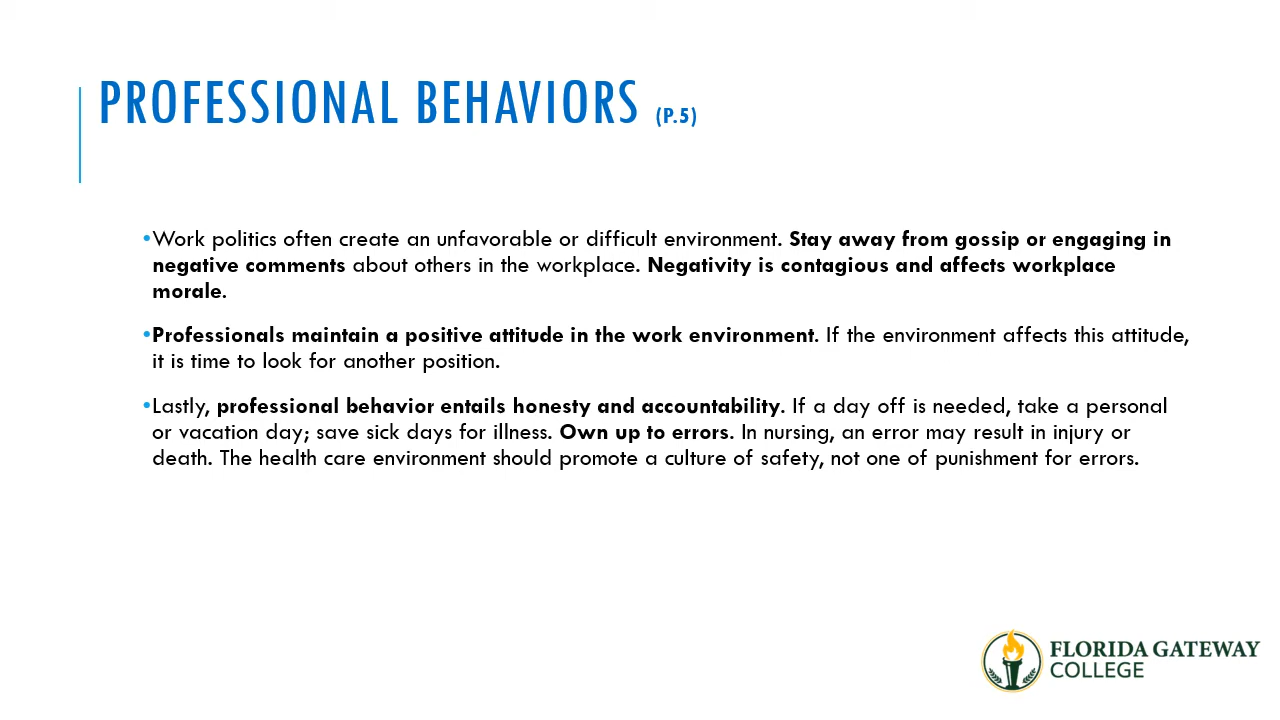 PROFESSIONAL BEHAVIORS (P.5)
•Work politics often create an unfavorable or difficult environment. Stay away from gossip or engaging in
negative comments about others in the workplace. Negativity is contagious and affects workplace
morale.
•Professionals maintain a positive attitude in the work environment. If the environment affects this attitude,
it is time to look for another position.
•Lastly, professional behavior entails honesty and accountability. If a day off is needed, take a personal
or vacation day; save sick days for illness. Own up to errors. In nursing, an error may result in injury or
death. The health care environment should promote a culture of safety, not one of punishment for errors.
FLORIDA GATEWAY
COLLEGE